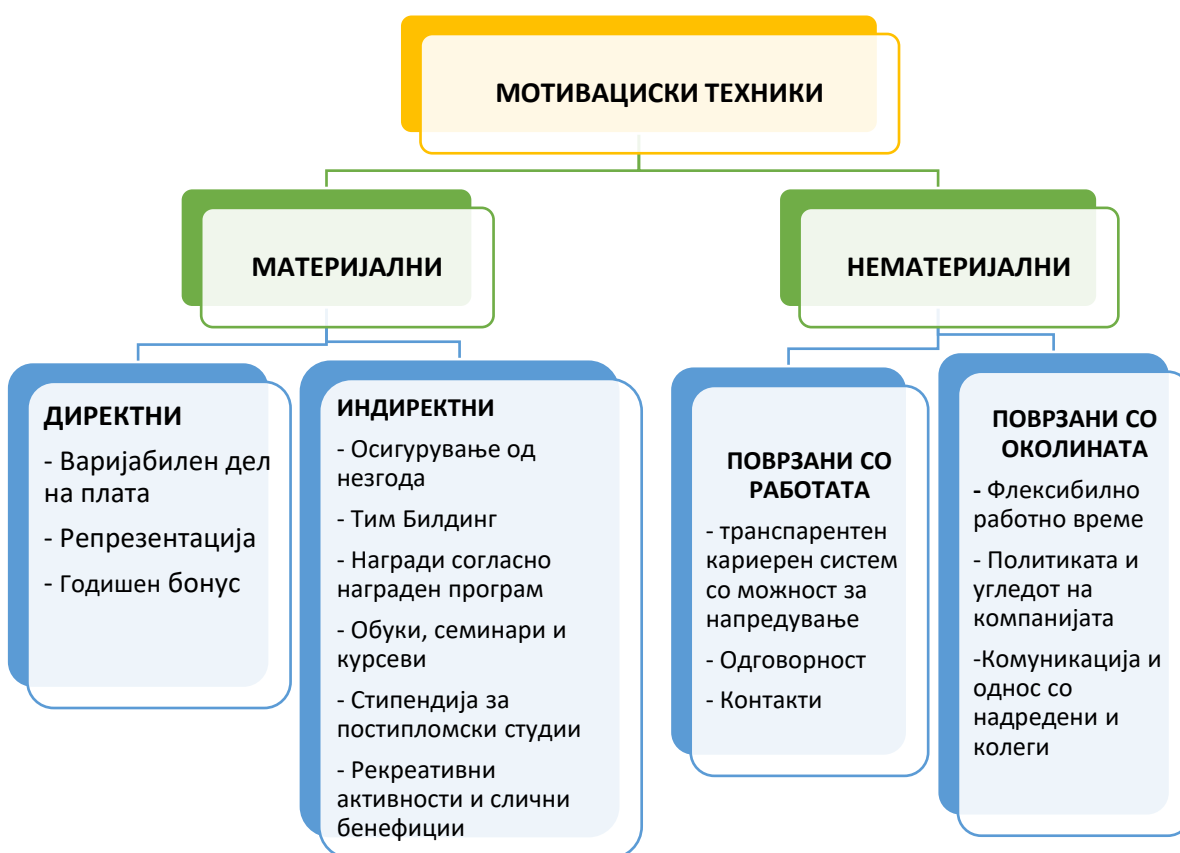 МОТИВАЦИСКИ ТЕХНИКИ
МАТЕРИЈАЛНИ
НЕМАТЕРИЈАЛНИ
ДИРЕКТНИ
- Варијабилен дел
на плата
- Репрезентација
- Годишен бонус
ИНДИРЕКТНИ
- Осигурување од
незгода
- Тим Билдинг
- Награди согласно
награден програм
- Обуки, семинари и
курсеви
- Стипендија за
постипломски студии
- Рекреативни
активности и слични
бенефиции
ПОВРЗАНИ СО
РАБОТАТА
- транспарентен
кариерен систем
со можност за
напредување
- Одговорност
- Контакти
ПОВРЗАНИ СО
ОКОЛИНАТА
- Флексибилно
работно време
- Политиката и
угледот на
компанијата
-Комуникација и
однос со
надредени и
колеги